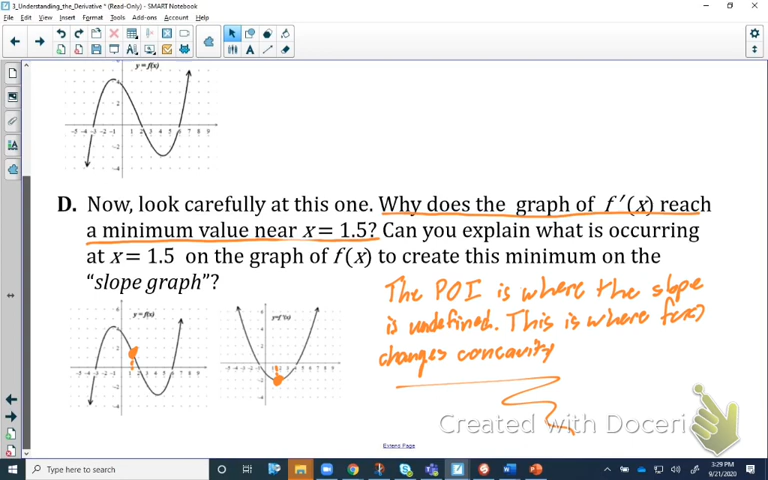 3_Understanding_the_Derivative * (Read-Only) - SMART Notebook
File Edit View Insert Format Tools Add-ons Account Help
y = f(x)
D. Now, look carefully at this one. Why does the graph of f ′(x) reach
a minimum value near x = 1.5? Can you explain what is occurring
at x = 1.5 on the graph of f(x) to create this minimum on the
“slope graph”?
The POI is where the slope
is undefined. This is where f(x)
changes concavity
y = f(x)
y=f '(x)
Created with Doceri
Extend Page
Type here to search
3:29 PM
9/21/2020